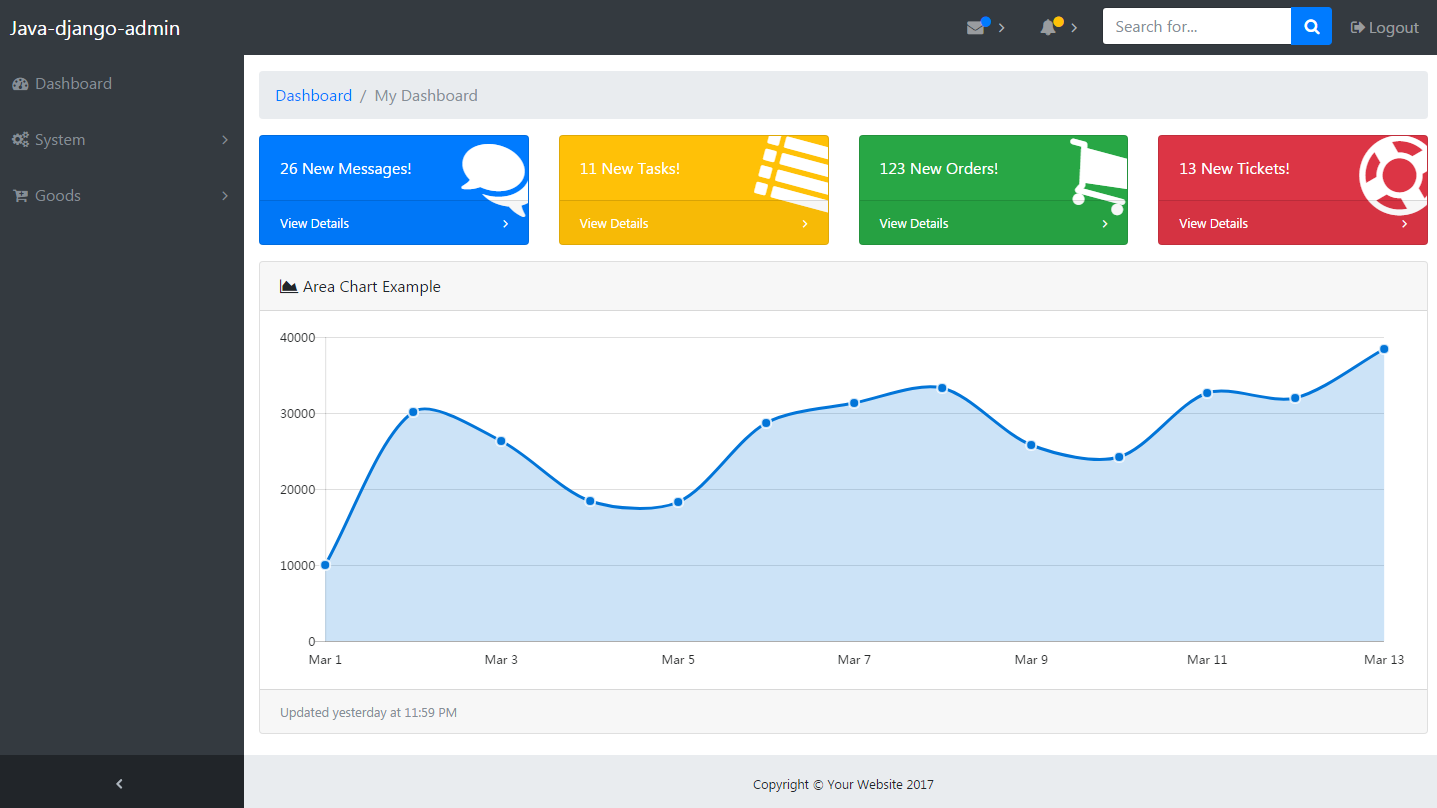 Java-django-admin
Search for...
Logout
Dashboard
System
Goods
Dashboard / My Dashboard
26 New Messages!
View Details
11 New Tasks!
View Details
123 New Orders!
View Details
13 New Tickets!
View Details
Area Chart Example
40000
30000
20000
10000
0
Mar 1 Mar 3 Mar 5 Mar 7 Mar 9 Mar 11 Mar 13
Updated yesterday at 11:59 PM
Copyright © Your Website 2017